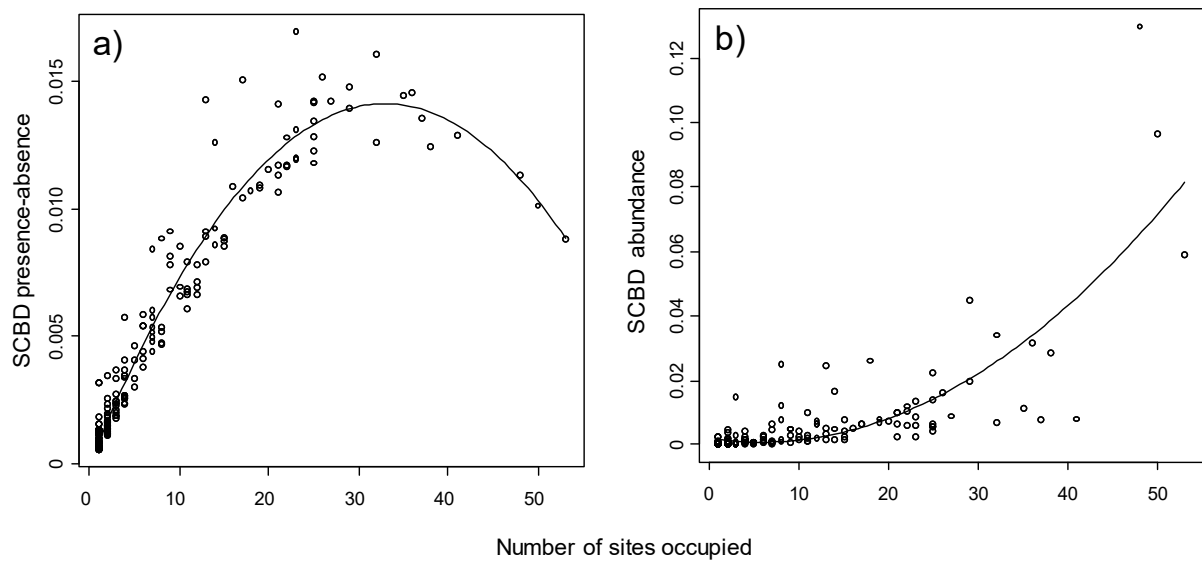 a)
SCBD presence-absence
0.015
0.010
0.005
0
0 10 20 30 40 50
b)
SCBD abundance
0.12
0.10
0.08
0.06
0.04
0.02
0
0 10 20 30 40 50
Number of sites occupied